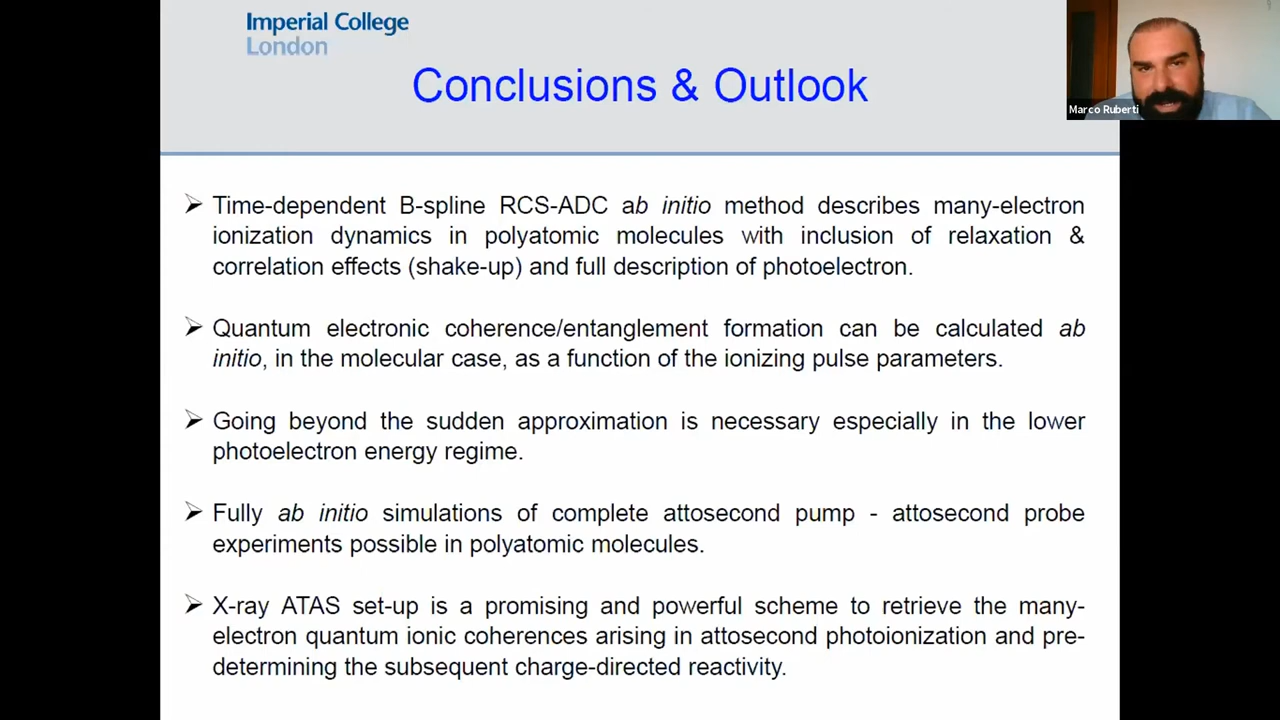 Imperial College
London
Conclusions & Outlook
Marco Ruberti
➢ Time-dependent B-spline RCS-ADC ab initio method describes many-electron
ionization dynamics in polyatomic molecules with inclusion of relaxation &
correlation effects (shake-up) and full description of photoelectron.
➢ Quantum electronic coherence/entanglement formation can be calculated ab
initio, in the molecular case, as a function of the ionizing pulse parameters.
➢ Going beyond the sudden approximation is necessary especially in the lower
photoelectron energy regime.
➢ Fully ab initio simulations of complete attosecond pump - attosecond probe
experiments possible in polyatomic molecules.
➢ X-ray ATAS set-up is a promising and powerful scheme to retrieve the many-
electron quantum ionic coherences arising in attosecond photoionization and pre-
determining the subsequent charge-directed reactivity.